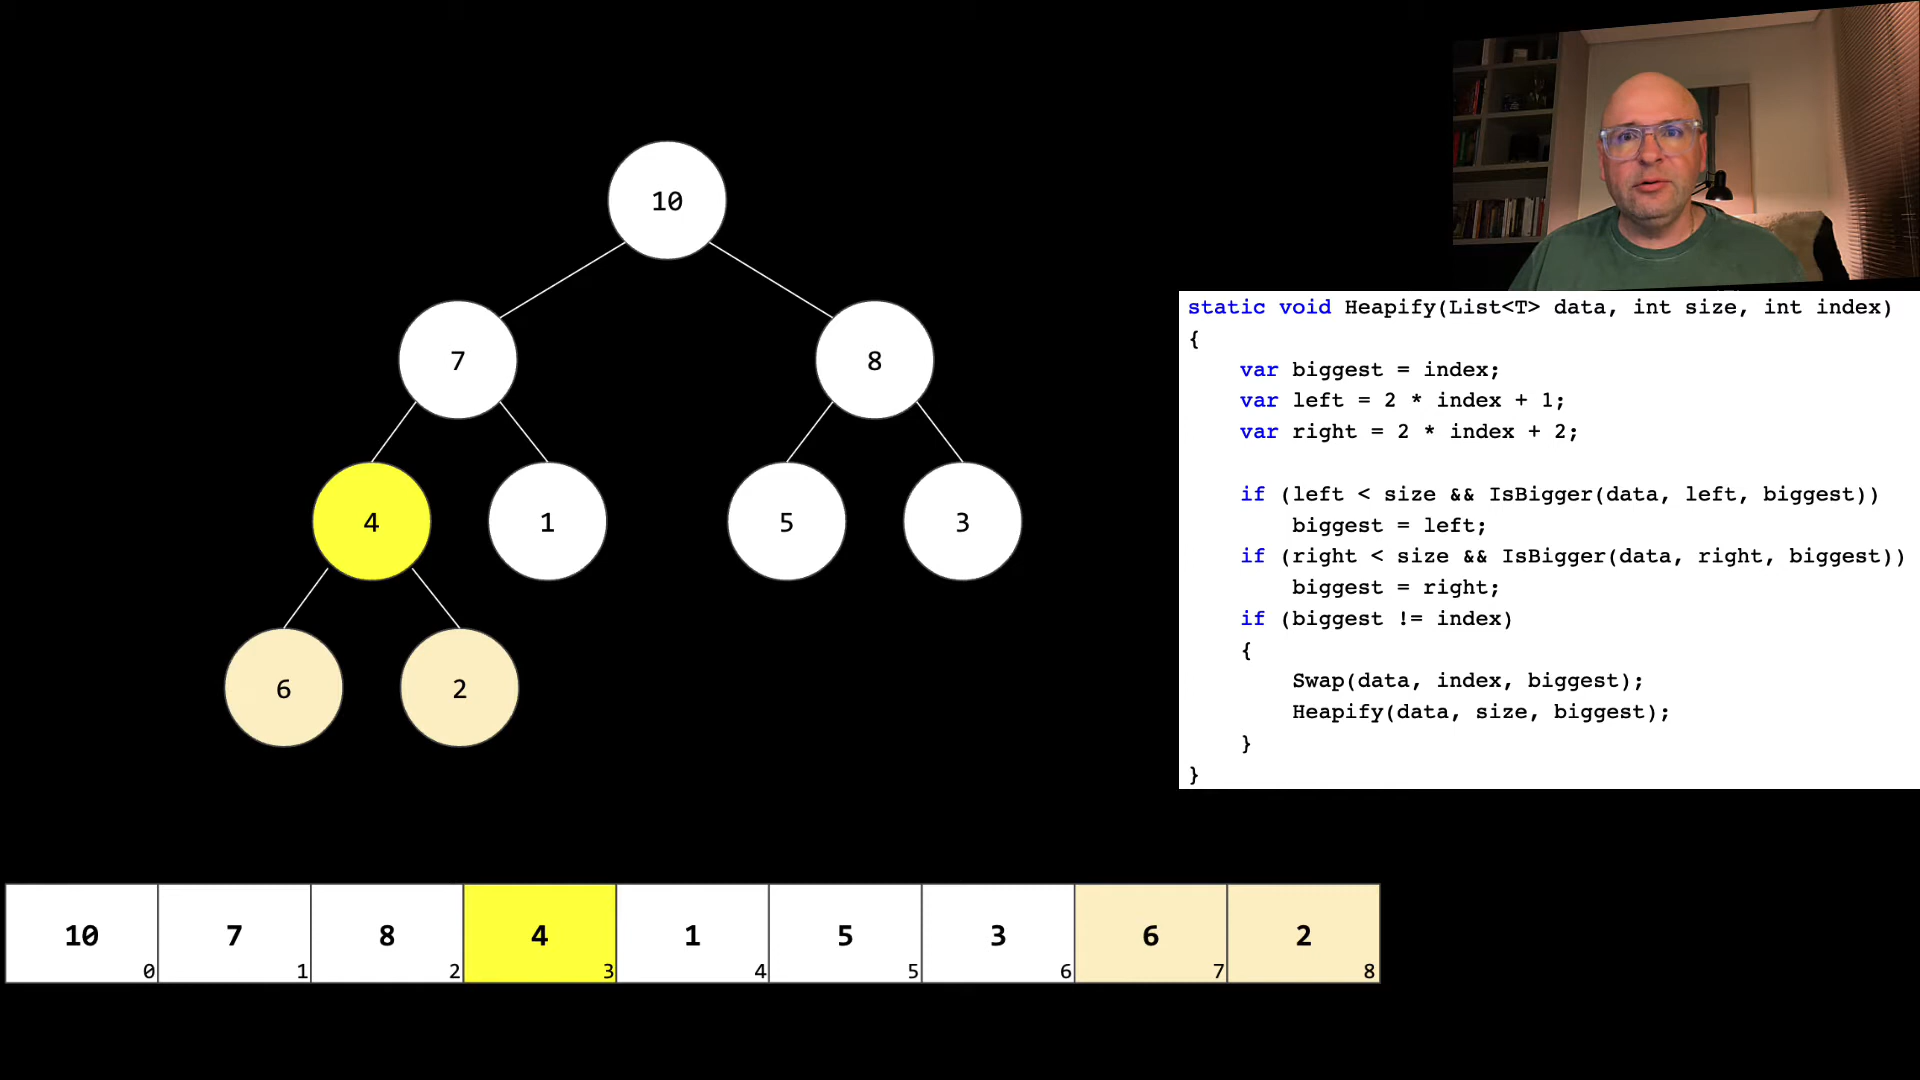 10
7
8
4
1
5
3
6
2
static void Heapify(List<T> data, int size, int index)
{
    var biggest = index;
    var left = 2 * index + 1;
    var right = 2 * index + 2;

    if (left < size && IsBigger(data, left, biggest))
        biggest = left;
    if (right < size && IsBigger(data, right, biggest))
        biggest = right;
    if (biggest != index)
    {
        Swap(data, index, biggest);
        Heapify(data, size, biggest);
    }
}
10 7 8 4 1 5 3 6 2
0 1 2 3 4 5 6 7 8